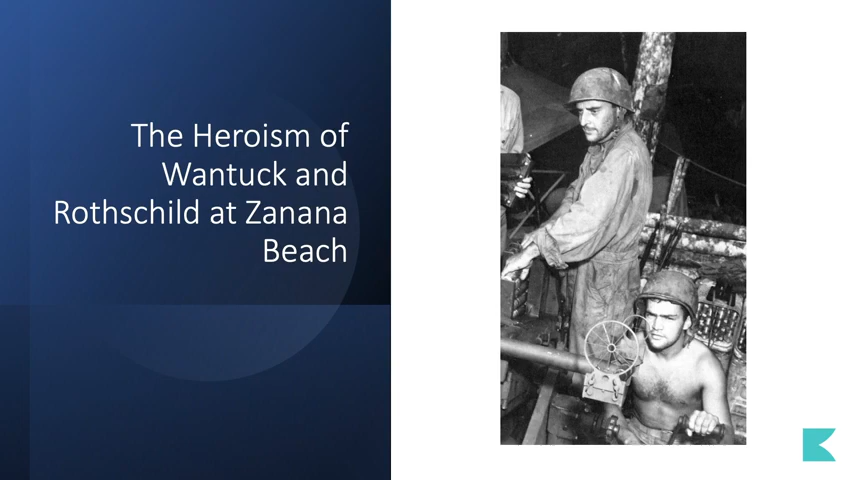 The Heroism of
Wantuck and
Rothschild at Zanana
Beach